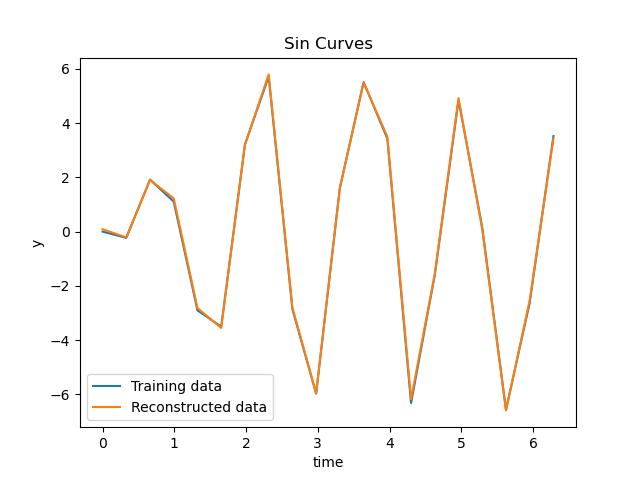 Sin Curves
6
4
2
0
−2
−4
−6
y
Training data
Reconstructed data
0 1 2 3 4 5 6
time